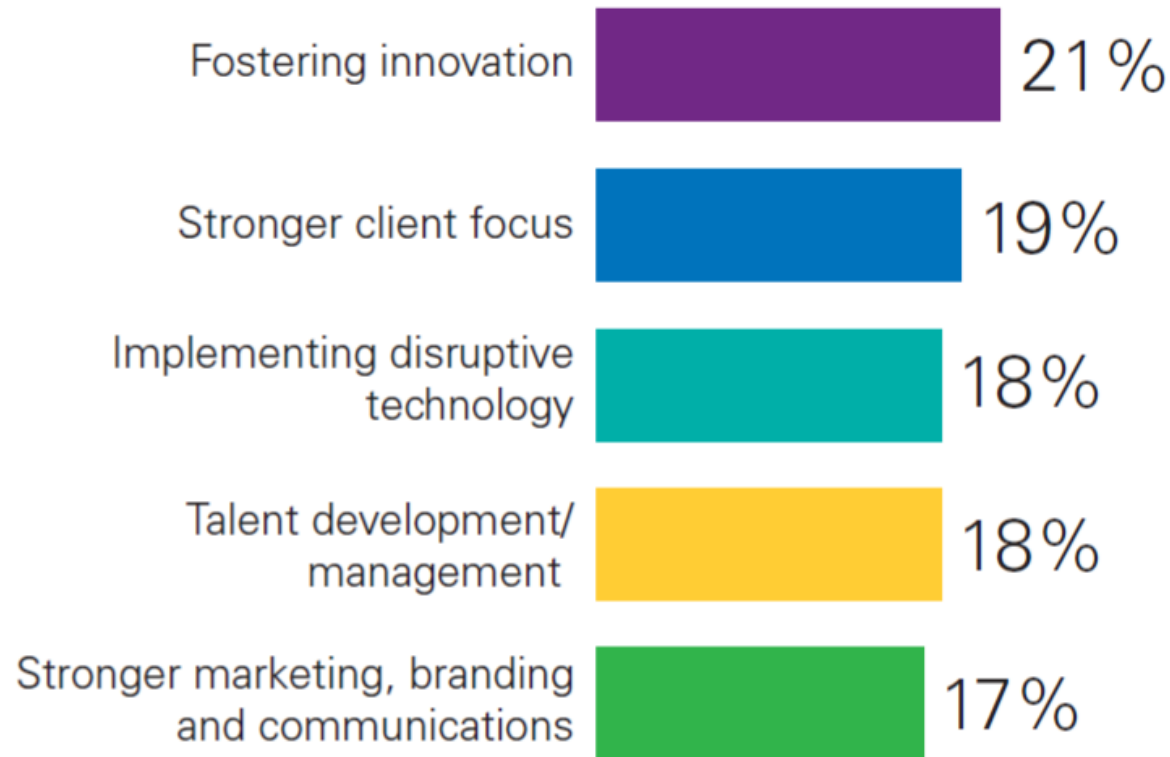 Fostering innovation 21%
Stronger client focus 19%
Implementing disruptive
technology 18%
Talent development/
management 18%
Stronger marketing, branding
and communications 17%